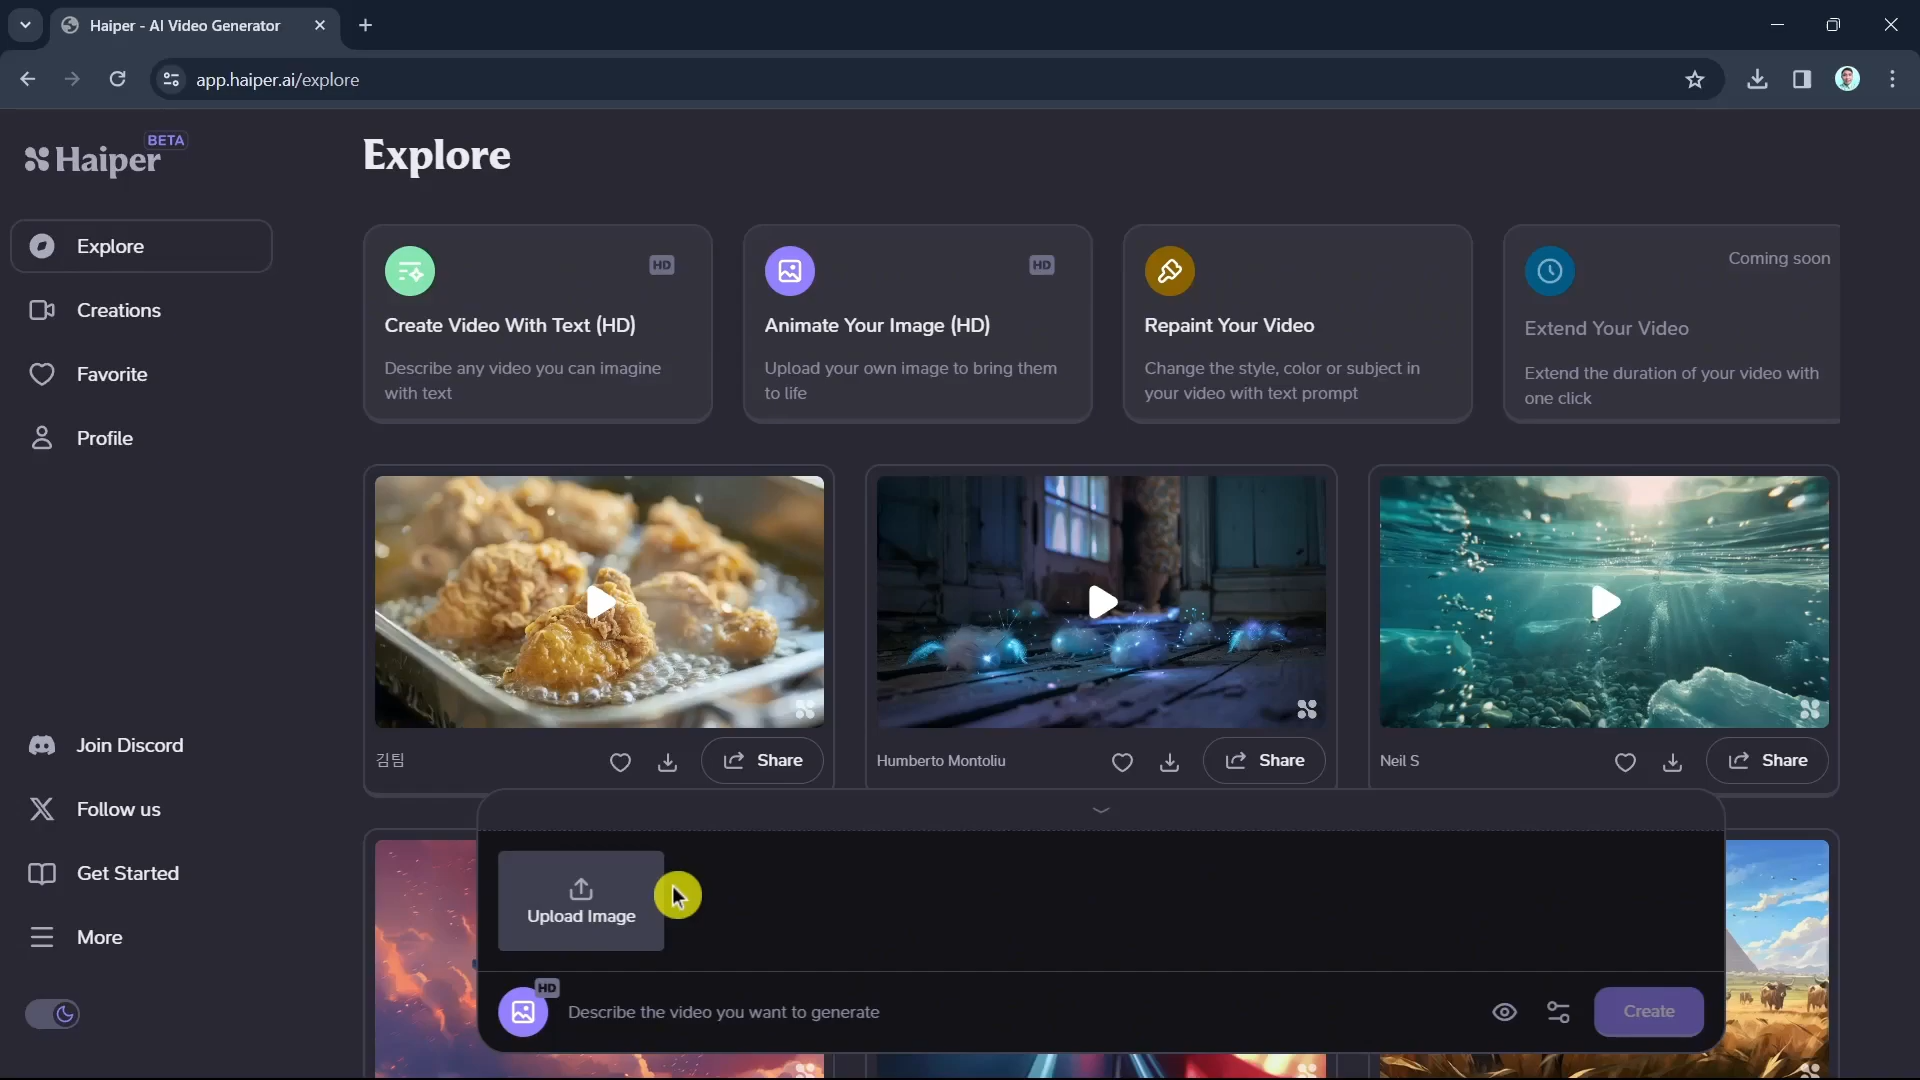 Haiper - AI Video Generator
app.haiper.ai/explore
Haiper BETA
Explore
Creations
Favorite
Profile
Join Discord
Follow us
Get Started
More
Explore
HD
Create Video With Text (HD)
Describe any video you can imagine
with text
HD
Animate Your Image (HD)
Upload your own image to bring them
to life
Repaint Your Video
Change the style, color or subject in
your video with text prompt
Coming soon
Extend Your Video
Extend the duration of your video with
one click
김팀
Share
Humberto Montoliu
Share
Neil S
Share
Upload Image
HD
Describe the video you want to generate
Create